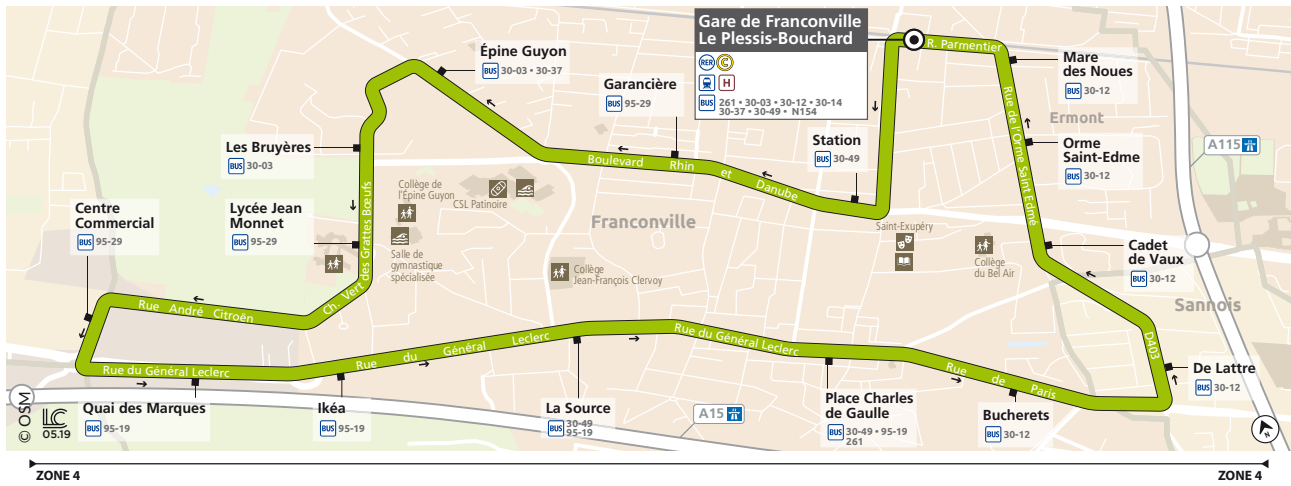 Gare de Franconville
Le Plessis-Bouchard
RER C
H
BUS 261 • 30-03 • 30-12 • 30-14
30-37 • 30-49 • N154
R. Parmentier
Épine Guyon
BUS 30-03 • 30-37
Garancière
BUS 95-29
Mare
des Noues
BUS 30-12
Ermont
Station
BUS 30-49
Orme
Saint-Edme
BUS 30-12
Rue de l'Orme Saint Edme
A115
Les Bruyères
BUS 30-03
Boulevard Rhin et Danube
Collège de
l'Épine Guyon
CSL Patinoire
Centre
Commercial
BUS 95-29
Lycée Jean
Monnet
BUS 95-29
Ch. Vert des Grattes Bœufs
Franconville
Saint-Exupéry
Salle de
gymnastique
spécialisée
Collège
Jean-François Clervoy
Collège
du Bel Air
Cadet
de Vaux
BUS 30-12
Sannois
Rue André Citroën
D403
Rue du Général Leclerc
Rue du Général Leclerc
Rue du Général Leclerc
Rue de Paris
De Lattre
BUS 30-12
Quai des Marques
BUS 95-19
Ikéa
BUS 95-19
La Source
BUS 30-49
95-19
A15
Place Charles
de Gaulle
BUS 30-49 • 95-19
261
Bucherets
BUS 30-12
© OSM
LC
05.19
N
ZONE 4
ZONE 4